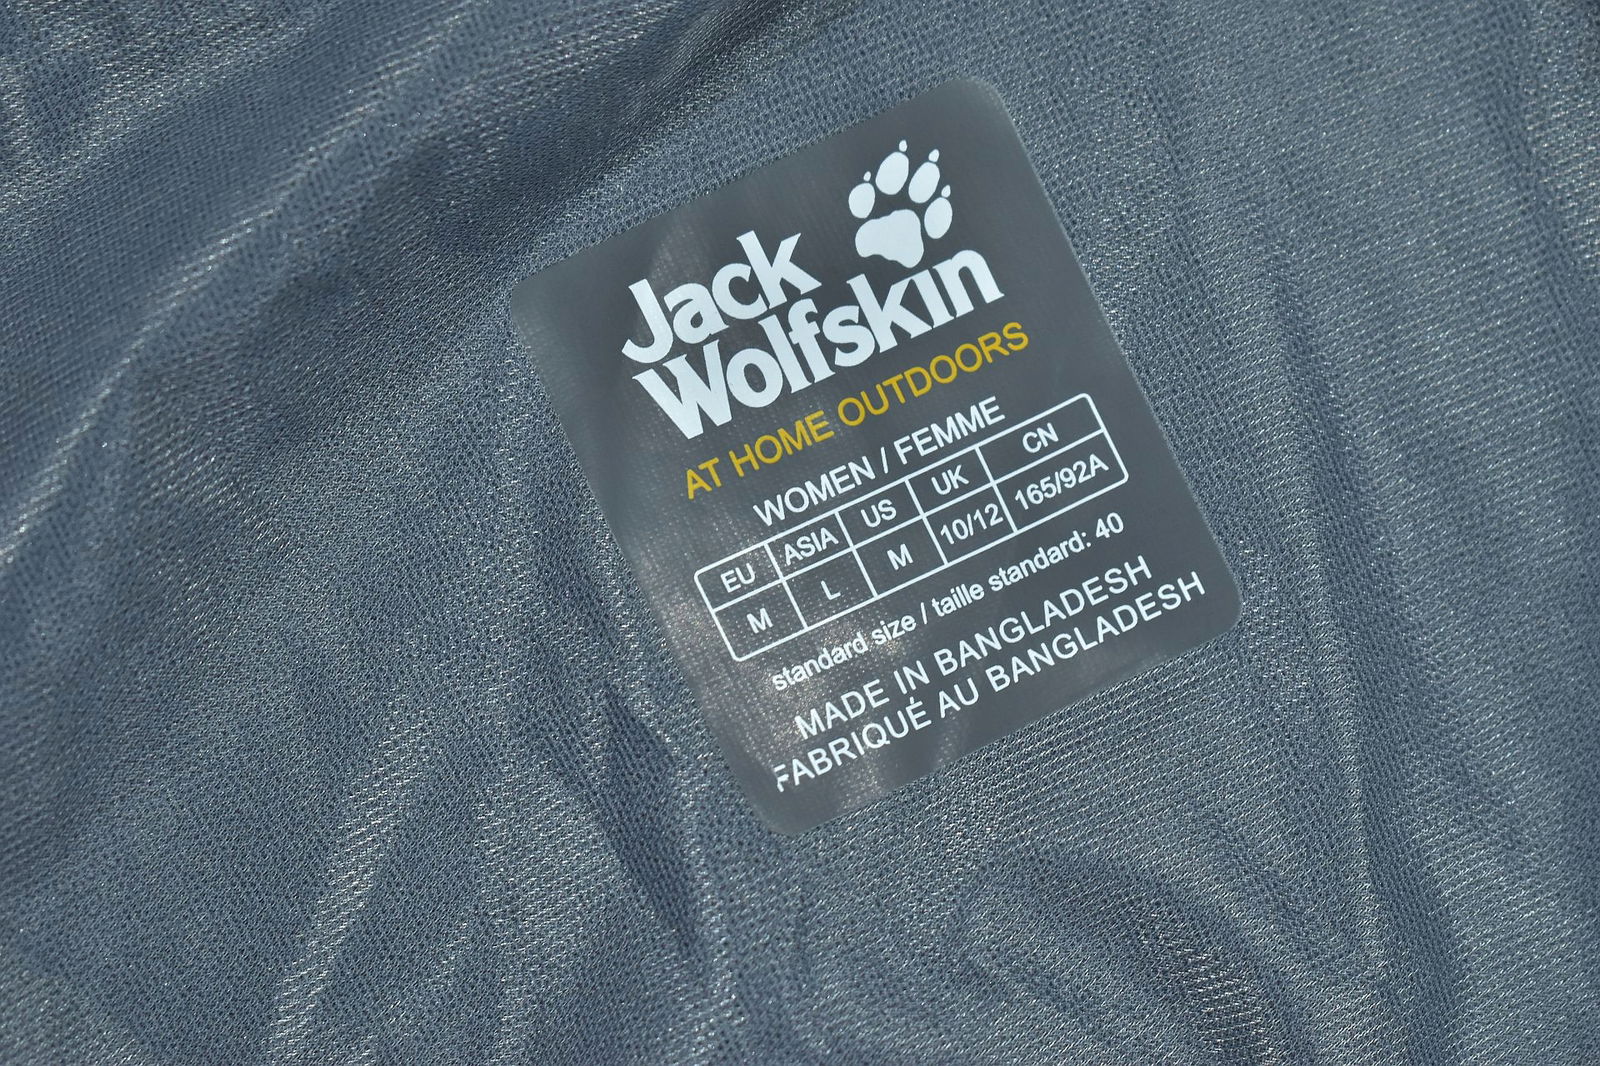 Jack
Wolfskin
AT HOME OUTDOORS
WOMEN / FEMME
EU ASIA US UK CN
M L M 10/12 165/92A
standard size / taille standard: 40
MADE IN BANGLADESH
FABRIQUÉ AU BANGLADESH